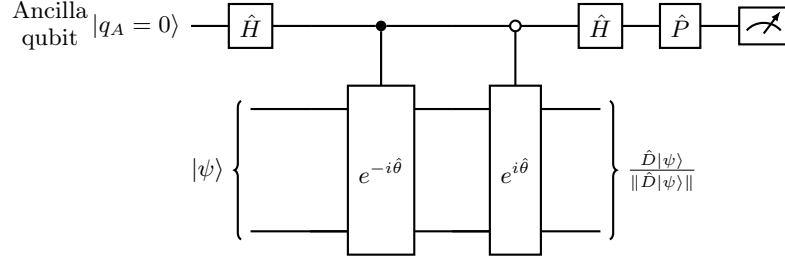 Ancilla
qubit
|q_A = 0⟩
Ĥ
Ĥ
P̂
|ψ⟩
e^{-iθ̂}
e^{iθ̂}
D̂|ψ⟩
‖D̂|ψ⟩‖